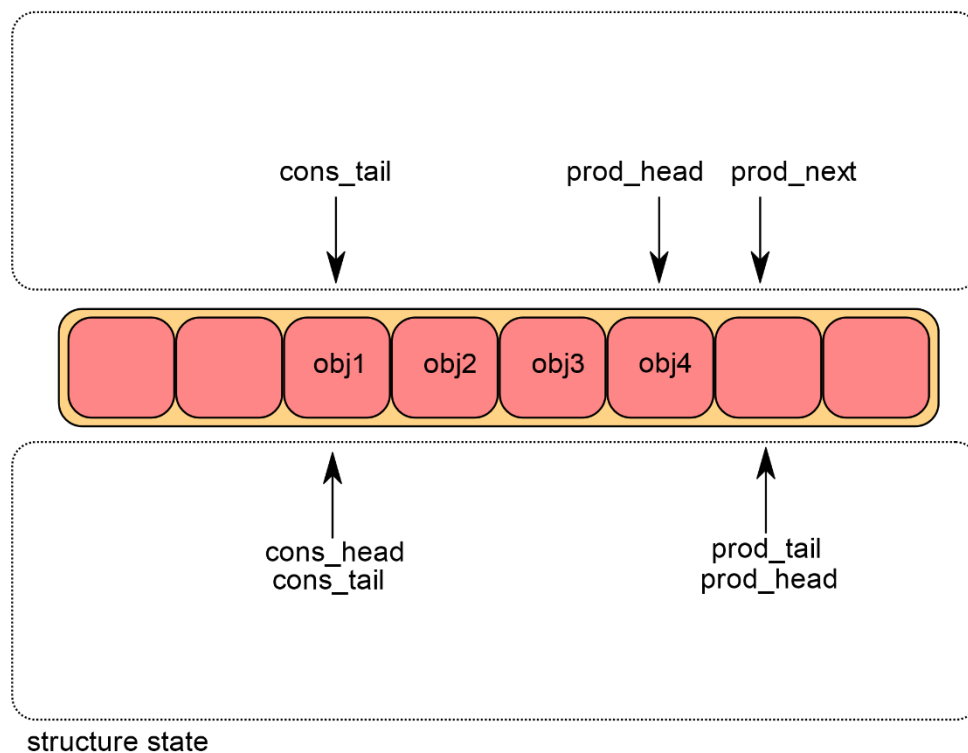 cons_tail prod_head prod_next
obj1 obj2 obj3 obj4
cons_head prod_tail
cons_tail prod_head
structure state